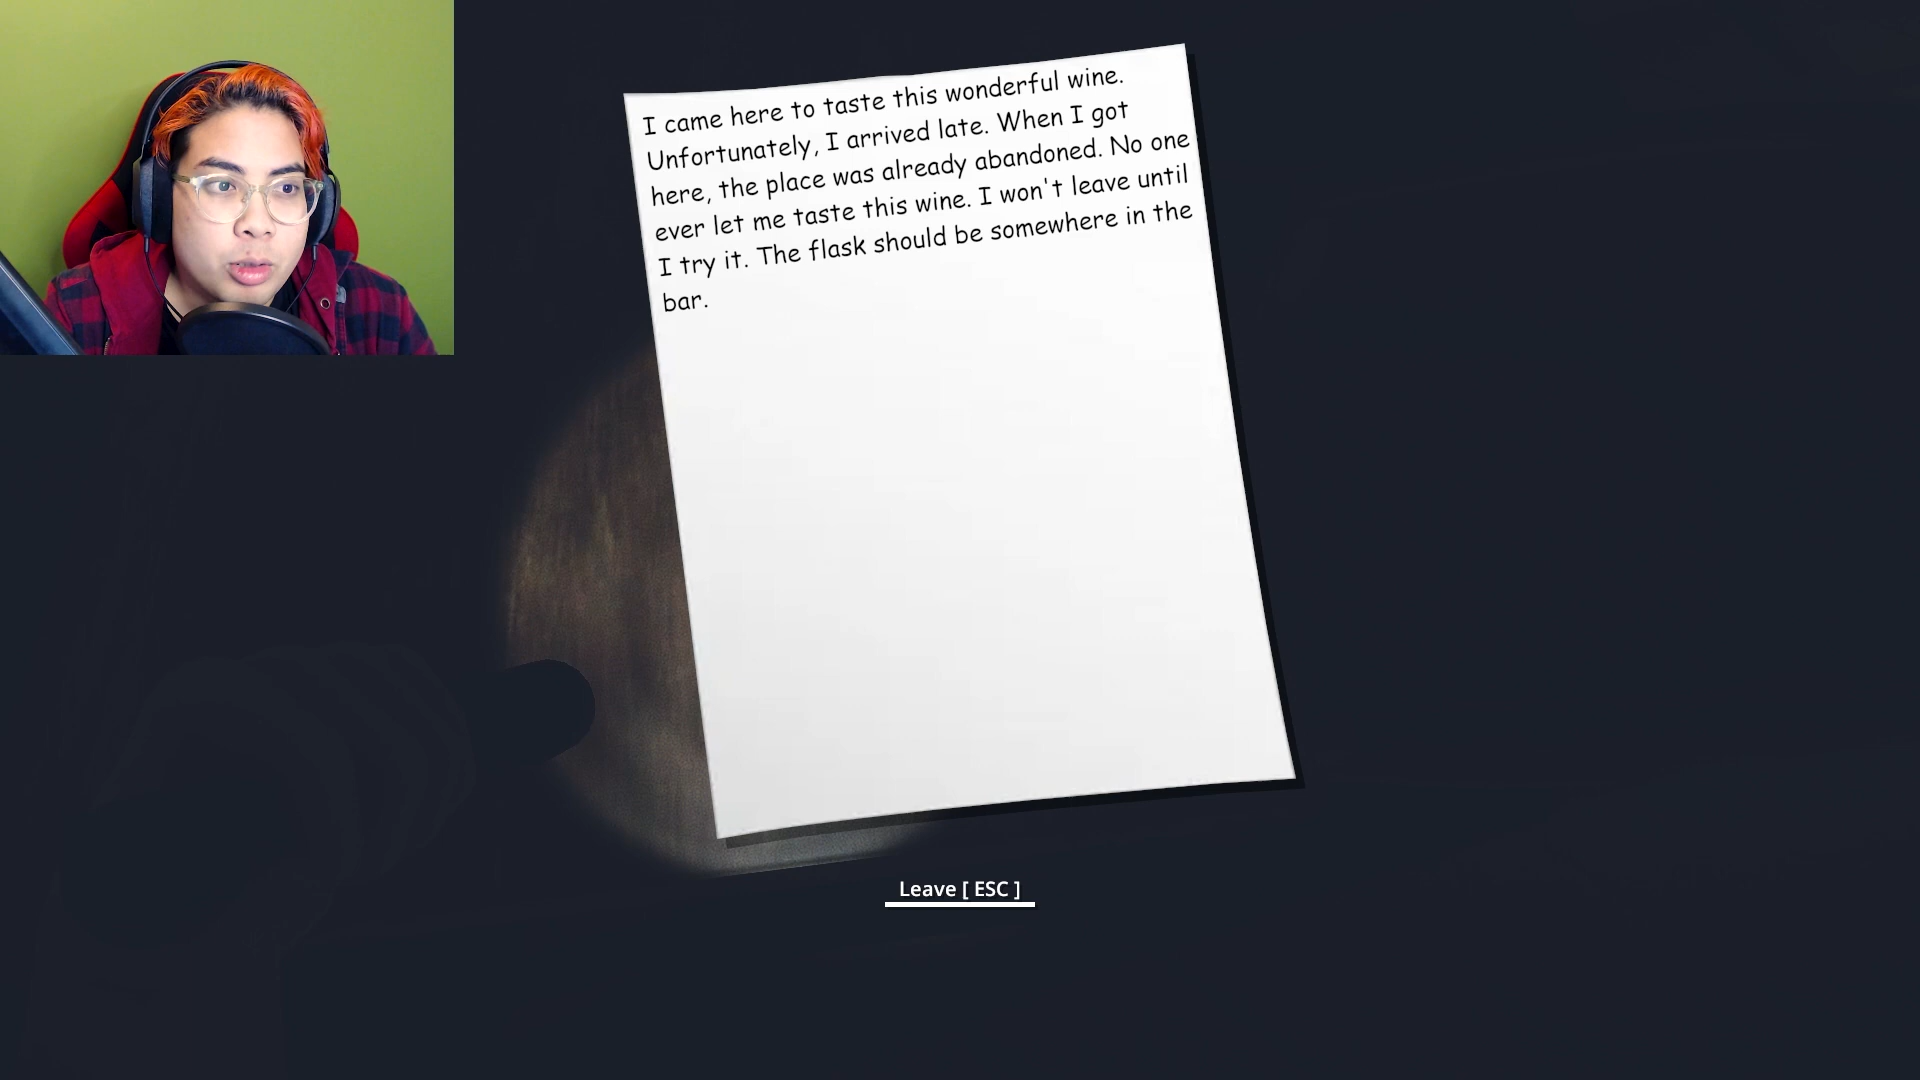 I came here to taste this wonderful wine.
Unfortunately, I arrived late. When I got
here, the place was already abandoned. No one
ever let me taste this wine. I won't leave until
I try it. The flask should be somewhere in the
bar.
Leave [ ESC ]